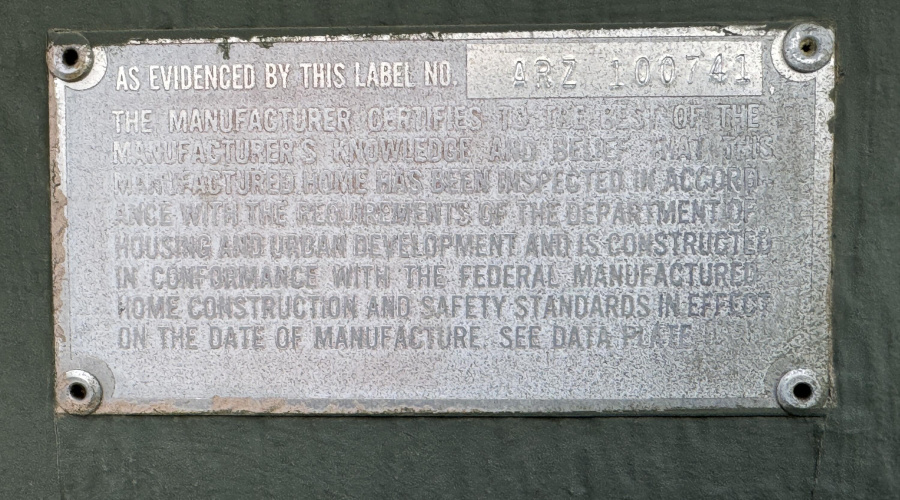 AS EVIDENCED BY THIS LABEL NO. ARZ 100741,
THE MANUFACTURER CERTIFIES TO THE BEST OF THE
MANUFACTURER'S KNOWLEDGE AND BELIEF THAT THIS
MANUFACTURED HOME HAS BEEN INSPECTED IN ACCORD-
ANCE WITH THE REQUIREMENTS OF THE DEPARTMENT OF
HOUSING AND URBAN DEVELOPMENT AND IS CONSTRUCTED
IN CONFORMANCE WITH THE FEDERAL MANUFACTURED
HOME CONSTRUCTION AND SAFETY STANDARDS IN EFFECT
ON THE DATE OF MANUFACTURE. SEE DATA PLATE